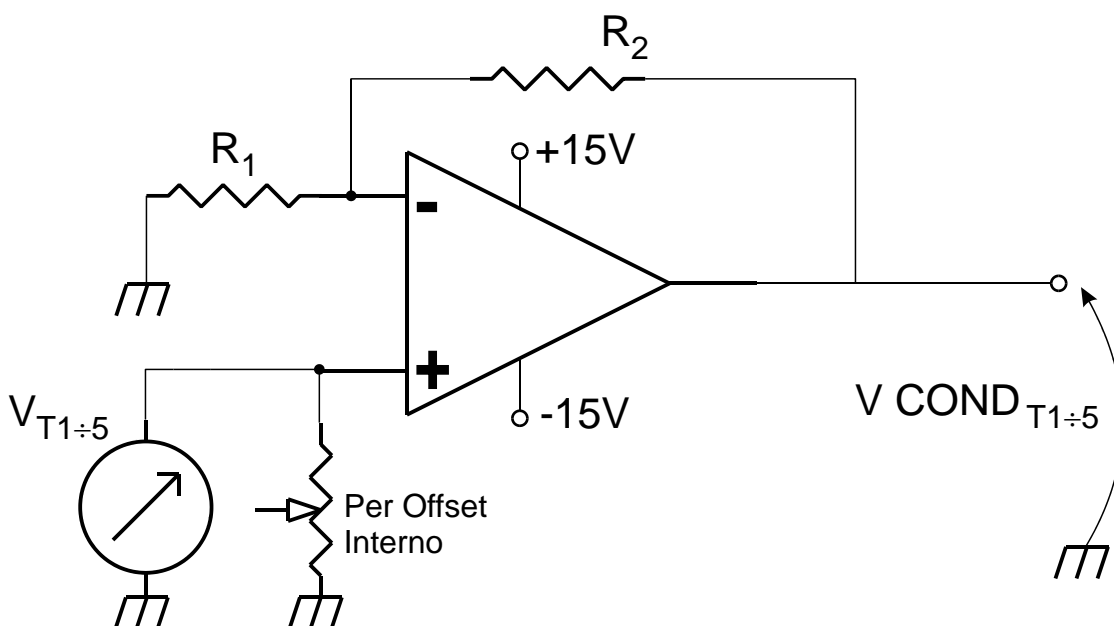 R2
+15V
R1
-
+
-15V
VT1÷5
V CONDT1÷5
Per Offset
Interno